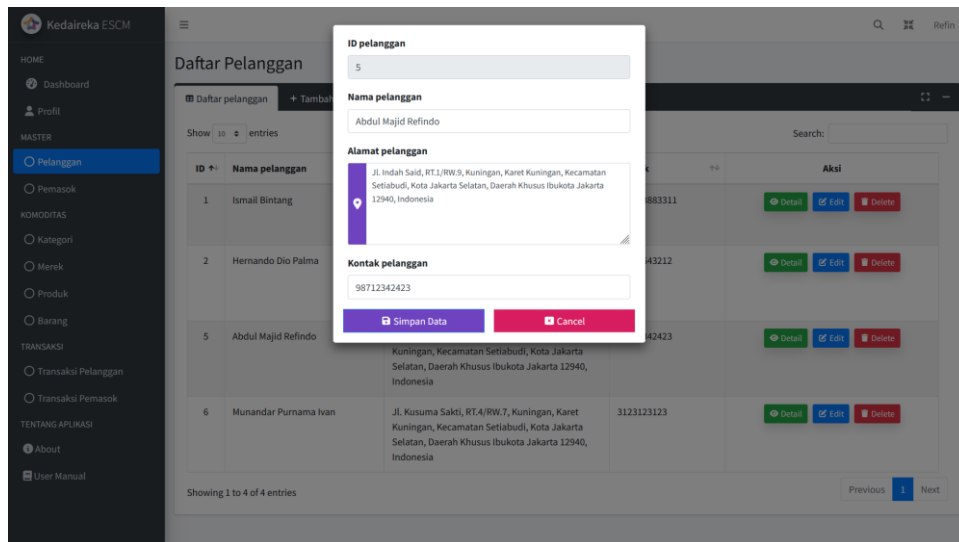 Kedaireka ESCM
Refin
HOME
Dashboard
Profil
MASTER
Pelanggan
Pemasok
KOMODITAS
Kategori
Merek
Produk
Barang
TRANSAKSI
Transaksi Pelanggan
Transaksi Pemasok
TENTANG APLIKASI
About
User Manual
Daftar Pelanggan
Daftar pelanggan
+ Tambah
Show 10 entries
Search:
ID Nama pelanggan Aksi
1 Ismail Bintang 883311 Detail Edit Delete
2 Hernando Dio Palma 543212 Detail Edit Delete
5 Abdul Majid Refindo 42423 Detail Edit Delete
Kuningan, Kecamatan Setiabudi, Kota Jakarta
Selatan, Daerah Khusus Ibukota Jakarta 12940,
Indonesia
6 Munandar Purnama Ivan Jl. Kusuma Sakti, RT.4/RW.7, Kuningan, Karet 3123123123 Detail Edit Delete
Kuningan, Kecamatan Setiabudi, Kota Jakarta
Selatan, Daerah Khusus Ibukota Jakarta 12940,
Indonesia
Showing 1 to 4 of 4 entries
Previous 1 Next
ID pelanggan
5
Nama pelanggan
Abdul Majid Refindo
Alamat pelanggan
Jl. Indah Said, RT.1/RW.9, Kuningan, Karet Kuningan, Kecamatan
Setiabudi, Kota Jakarta Selatan, Daerah Khusus Ibukota Jakarta
12940, Indonesia
Kontak pelanggan
98712342423
Simpan Data
Cancel